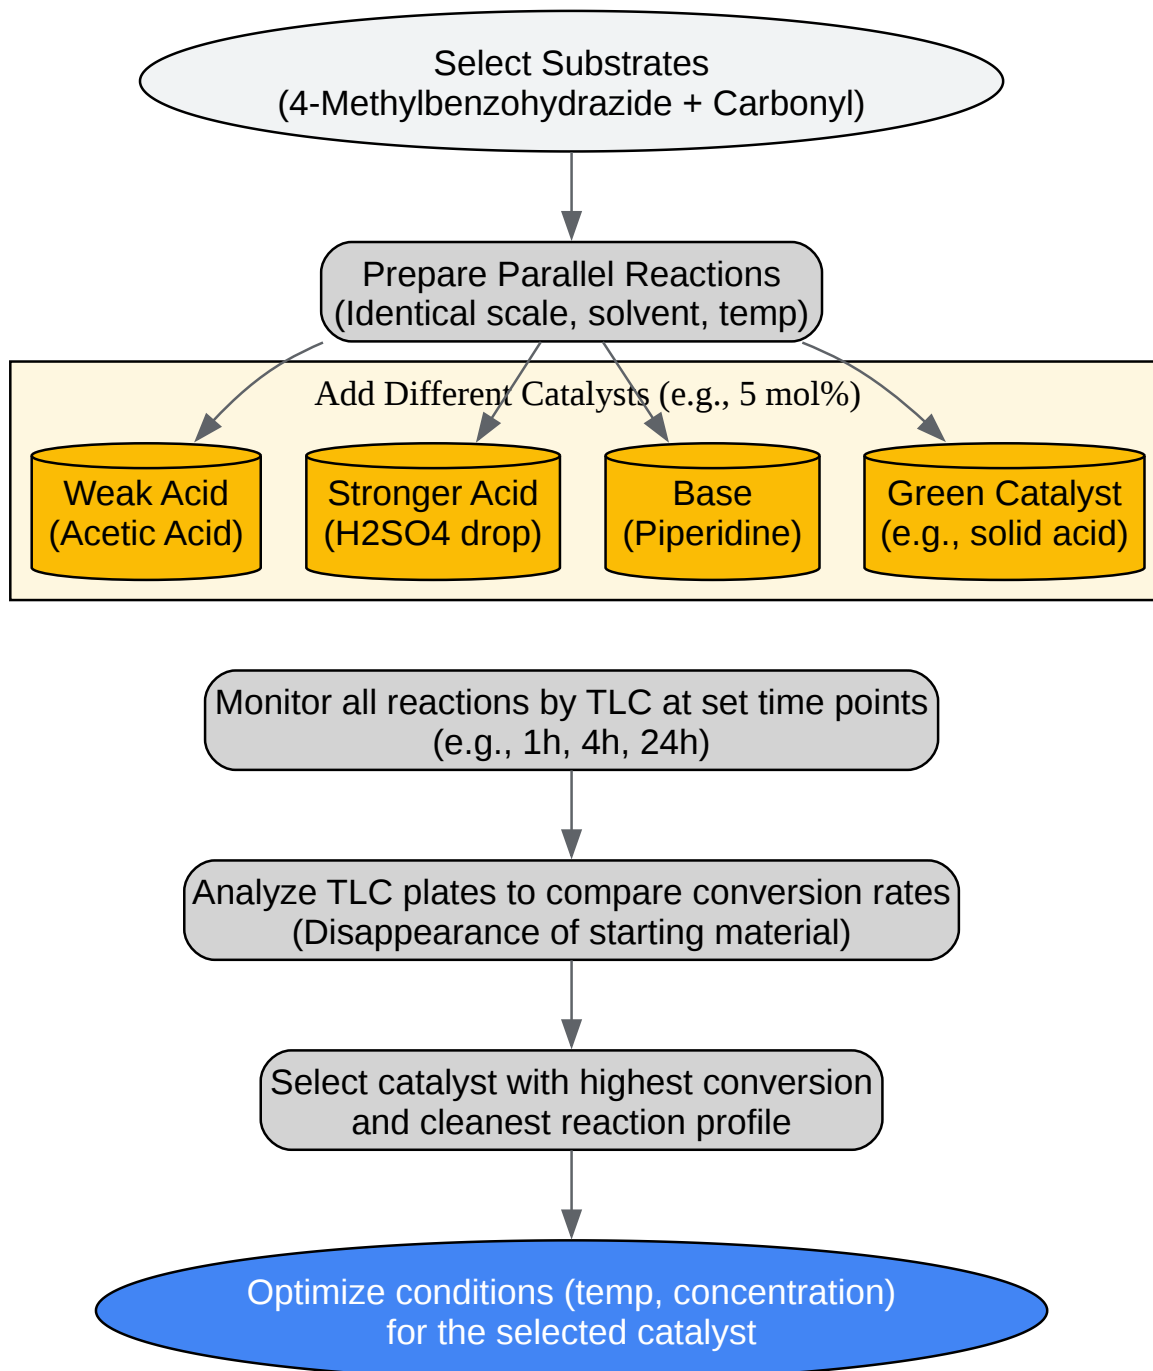 Select Substrates
(4-Methylbenzohydrazide + Carbonyl)
Prepare Parallel Reactions
(Identical scale, solvent, temp)
Add Different Catalysts (e.g., 5 mol%)
Weak Acid
(Acetic Acid)
Stronger Acid
(H2SO4 drop)
Base
(Piperidine)
Green Catalyst
(e.g., solid acid)
Monitor all reactions by TLC at set time points
(e.g., 1h, 4h, 24h)
Analyze TLC plates to compare conversion rates
(Disappearance of starting material)
Select catalyst with highest conversion
and cleanest reaction profile
Optimize conditions (temp, concentration)
for the selected catalyst